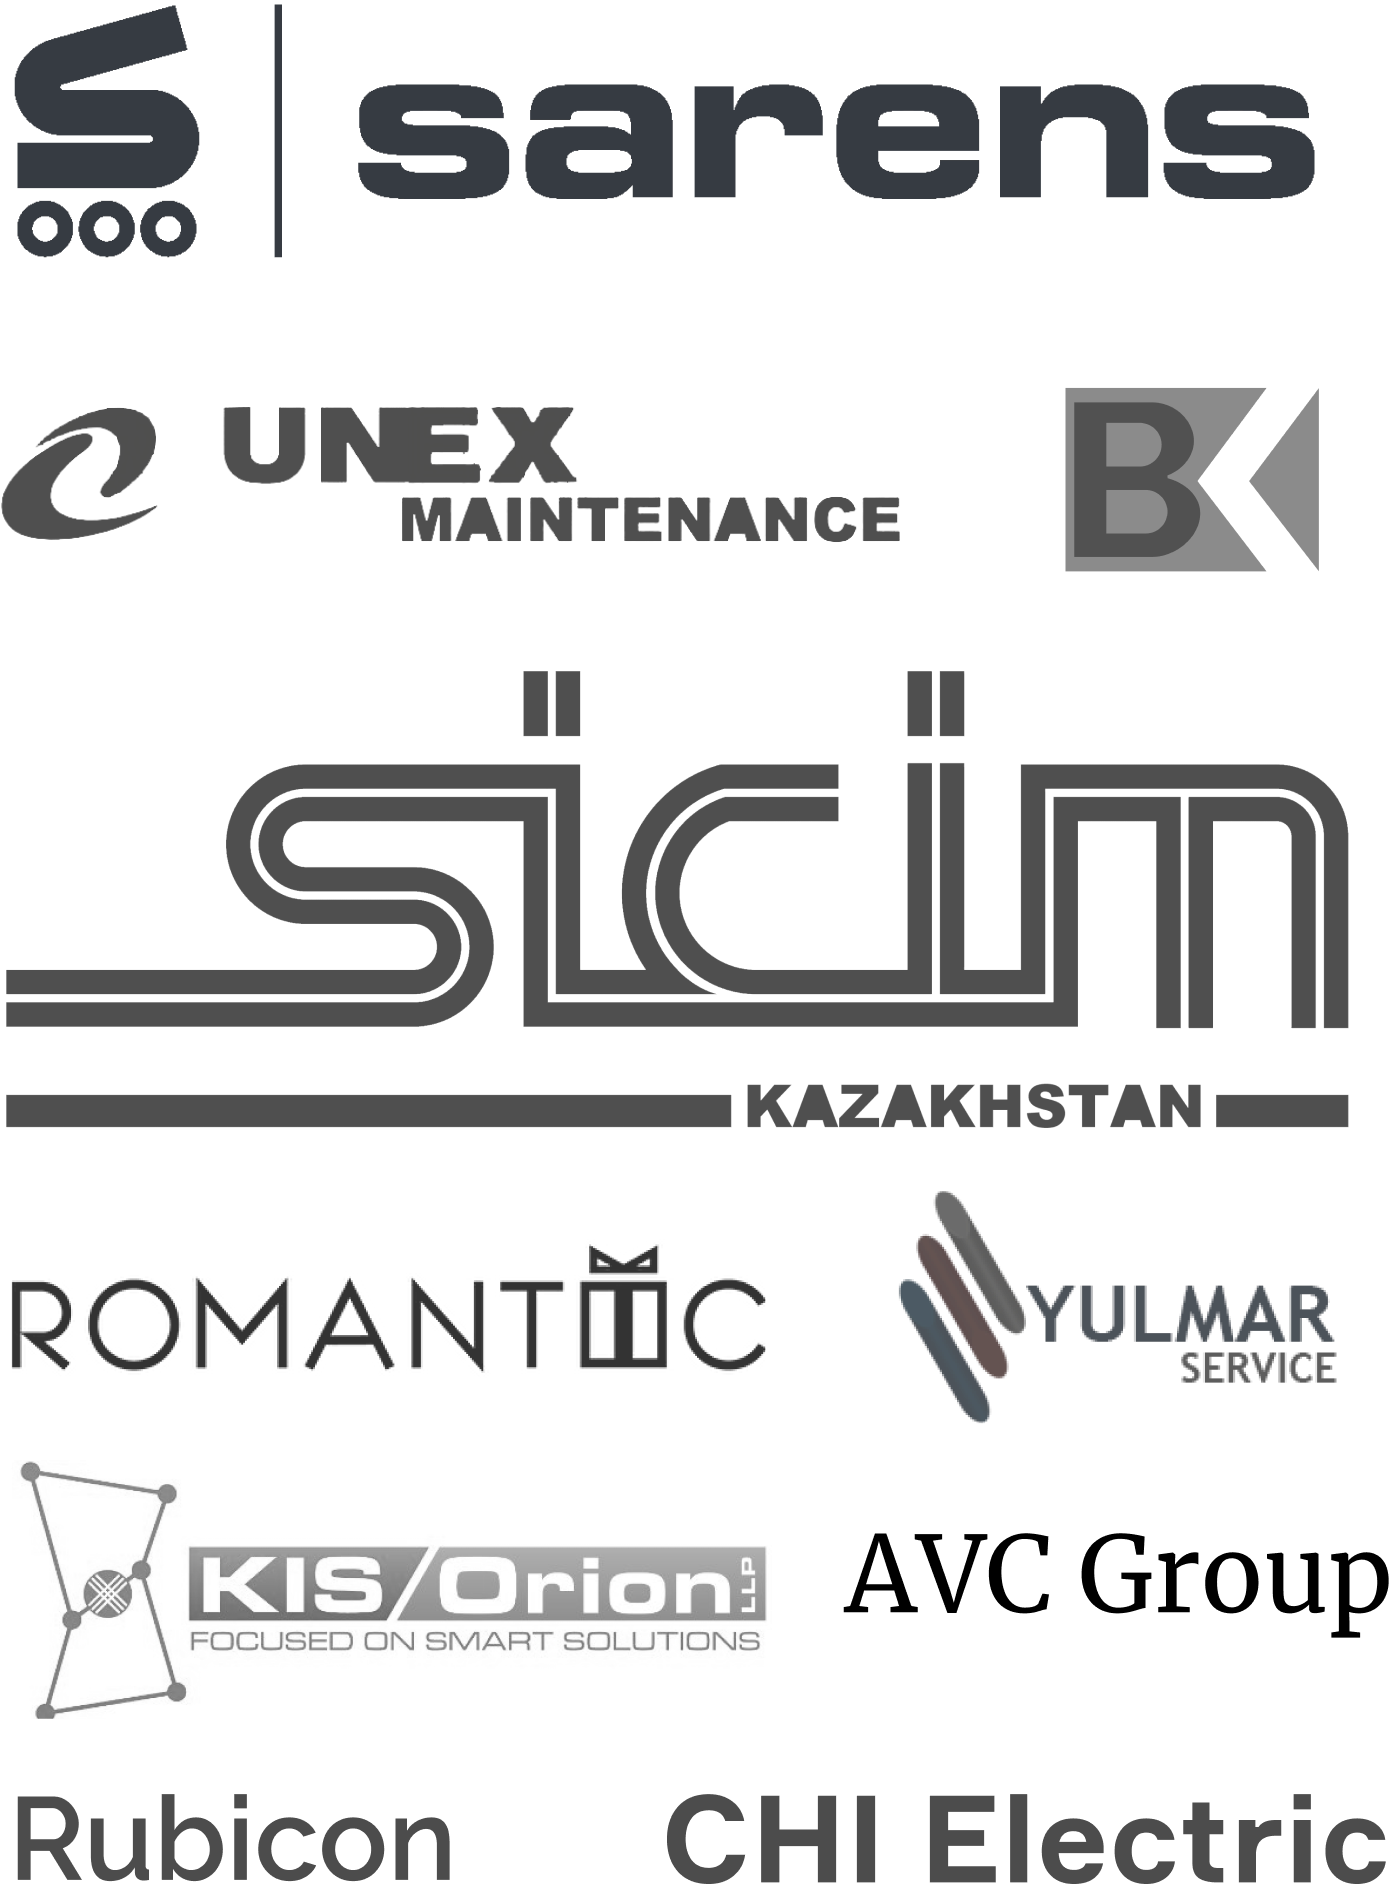 sarens
UNEX
MAINTENANCE
BK
sicim
KAZAKHSTAN
ROMANTIC
YULMAR
SERVICE
KIS/Orion LLP
FOCUSED ON SMART SOLUTIONS
AVC Group
Rubicon
CHI Electric